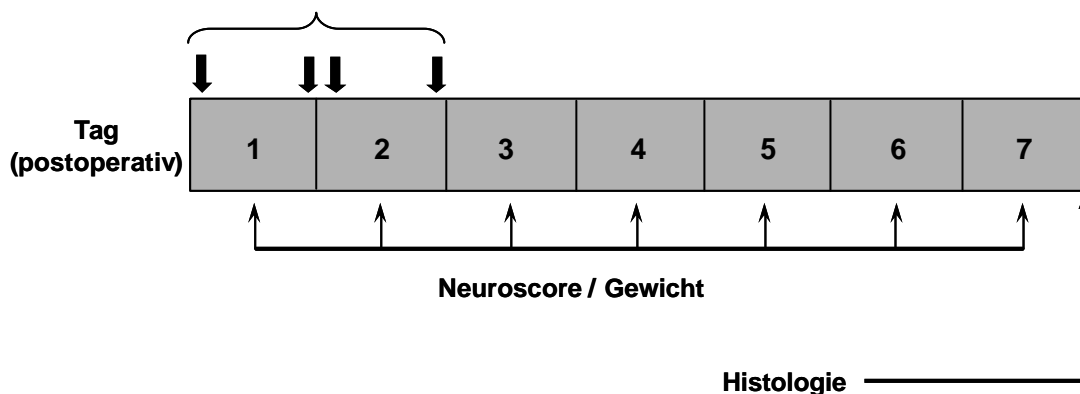 Tag
(postoperativ)
1 2 3 4 5 6 7
Neuroscore / Gewicht
Histologie